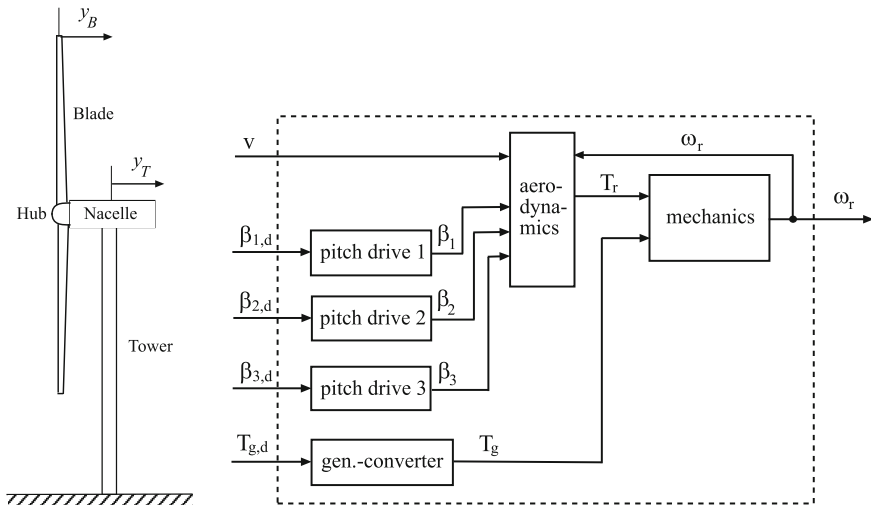 y_B
Blade
y_T
Hub
Nacelle
Tower
v
ω_r
aero-
dyna-
mics
T_r
mechanics
ω_r
β_1,d
pitch drive 1
β_1
β_2,d
pitch drive 2
β_2
β_3,d
pitch drive 3
β_3
T_g,d
gen.-converter
T_g